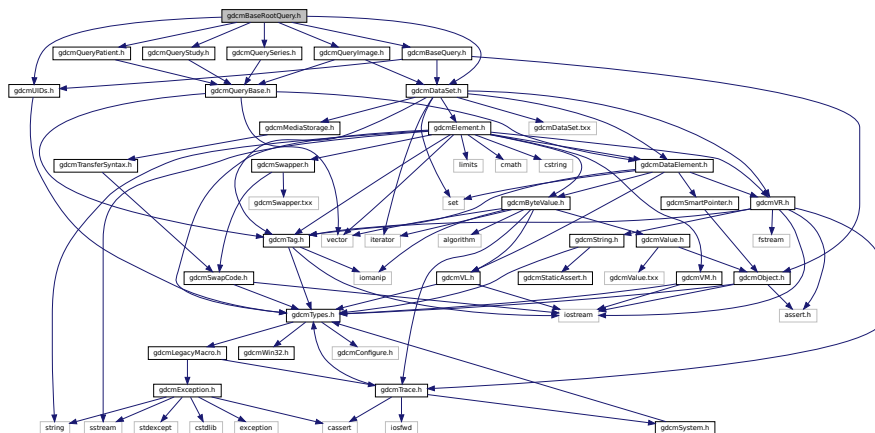 gdcmBaseRootQuery.h
gdcmQueryPatient.h
gdcmQueryStudy.h
gdcmQuerySeries.h
gdcmQueryImage.h
gdcmBaseQuery.h
gdcmUIDs.h
gdcmQueryBase.h
gdcmDataSet.h
gdcmMediaStorage.h
gdcmElement.h
gdcmDataSet.txx
gdcmTransferSyntax.h
gdcmSwapper.h
limits
cmath
cstring
gdcmDataElement.h
gdcmSwapper.txx
set
gdcmByteValue.h
gdcmSmartPointer.h
gdcmVR.h
gdcmTag.h
vector
iterator
algorithm
gdcmString.h
gdcmValue.h
fstream
gdcmSwapCode.h
iomanip
gdcmVL.h
gdcmStaticAssert.h
gdcmValue.txx
gdcmVM.h
gdcmObject.h
gdcmTypes.h
iostream
assert.h
gdcmLegacyMacro.h
gdcmWin32.h
gdcmConfigure.h
gdcmException.h
gdcmTrace.h
string
sstream
stdexcept
cstdlib
exception
cassert
iosfwd
gdcmSystem.h